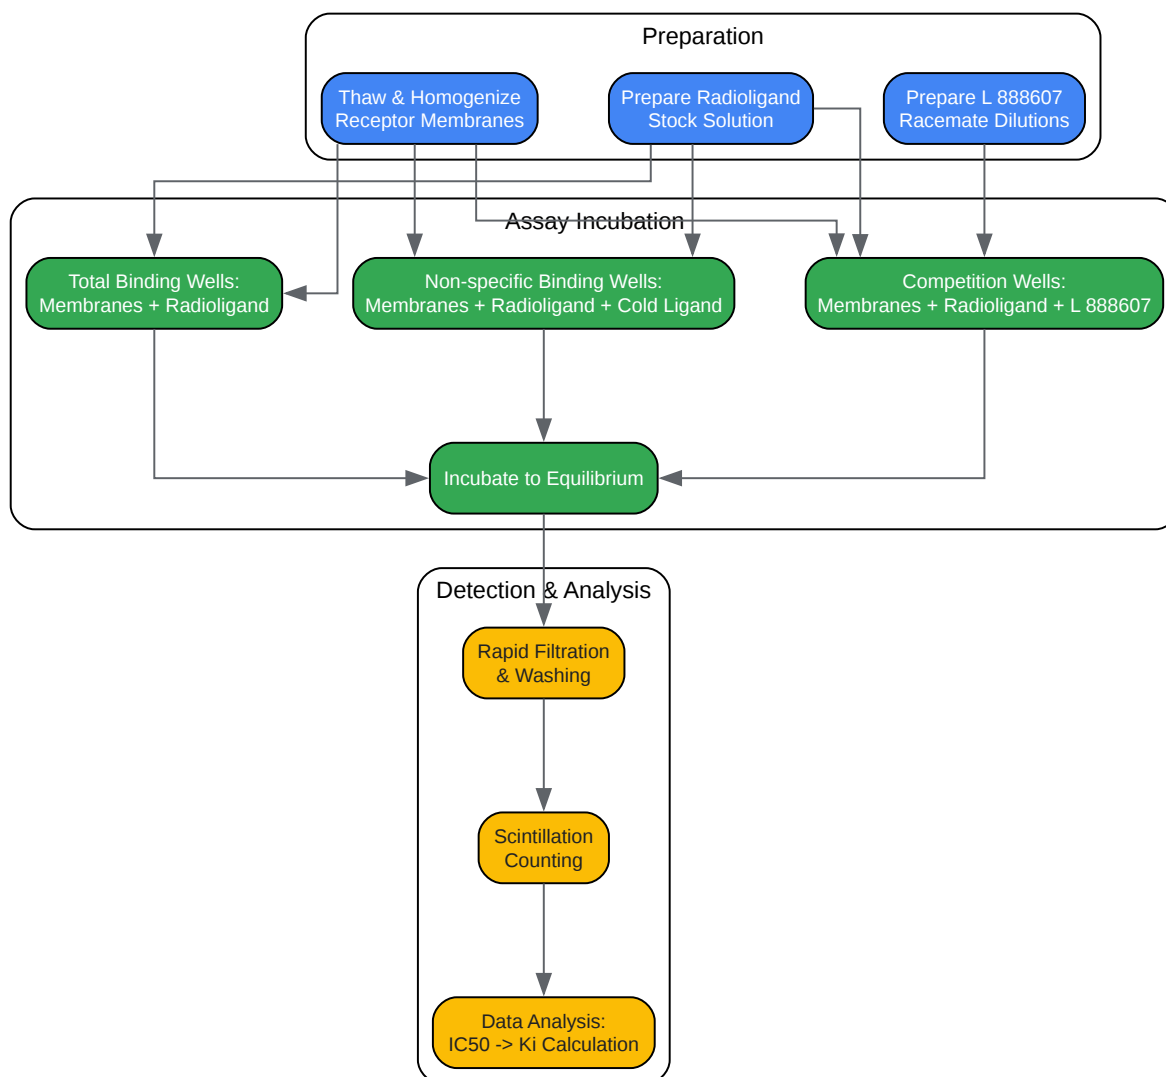 Preparation
Thaw & Homogenize
Receptor Membranes
Prepare Radioligand
Stock Solution
Prepare L 888607
Racemate Dilutions
Assay Incubation
Total Binding Wells:
Membranes + Radioligand
Non-specific Binding Wells:
Membranes + Radioligand + Cold Ligand
Competition Wells:
Membranes + Radioligand + L 888607
Incubate to Equilibrium
Detection & Analysis
Rapid Filtration
& Washing
Scintillation
Counting
Data Analysis:
IC50 -> Ki Calculation